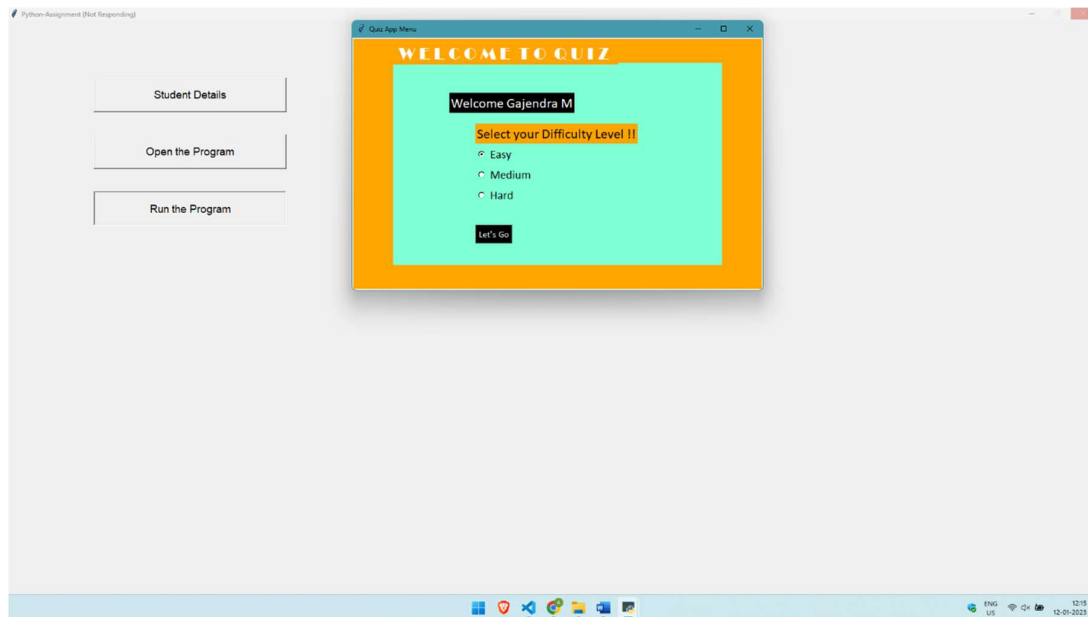 Python-Assignment (Not Responding)
Quiz App Menu
WELCOME TO QUIZ
Student Details
Welcome Gajendra M
Select your Difficulty Level !!
Open the Program
Easy
Medium
Hard
Run the Program
Let's Go
ENG
US
12:15
12-01-2023